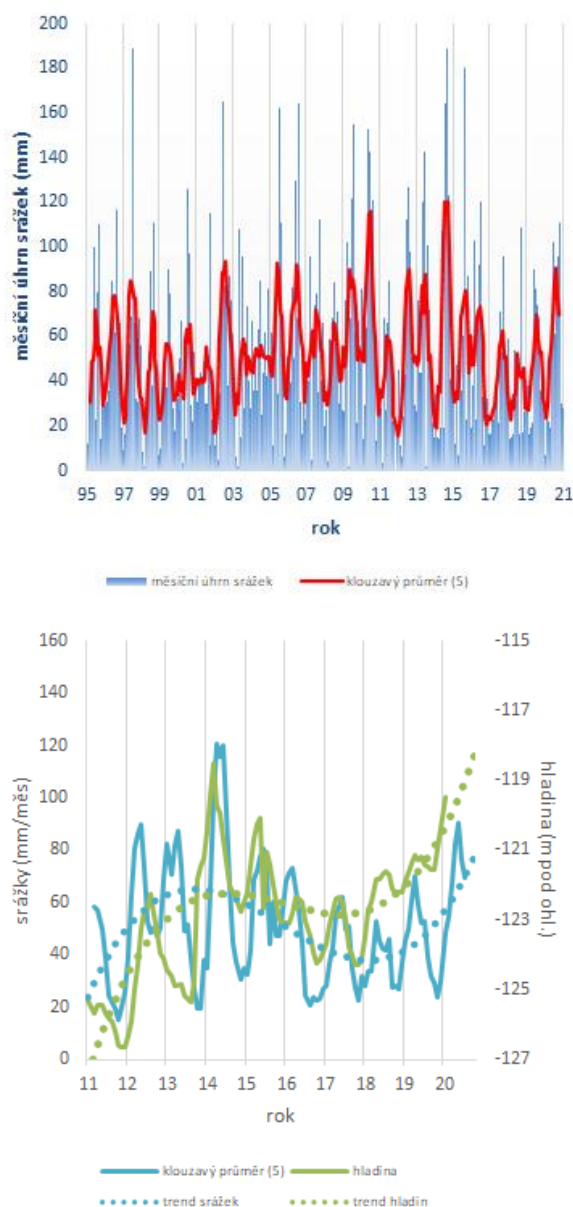 200
180
160
140
120
100
80
60
40
20
0
měsíční úhrn srážek (mm)
95 97 99 01 03 05 07 09 11 13 15 17 19 21
rok
měsíční úhrn srážek klouzavý průměr (5)
160
140
120
100
80
60
40
20
0
srážky (mm/měs)
-115
-117
-119
-121
-123
-125
-127
hladina (m pod ohl.)
11 12 13 14 15 16 17 18 19 20
rok
klouzavý průměr (5) hladina
trend srážek trend hladin